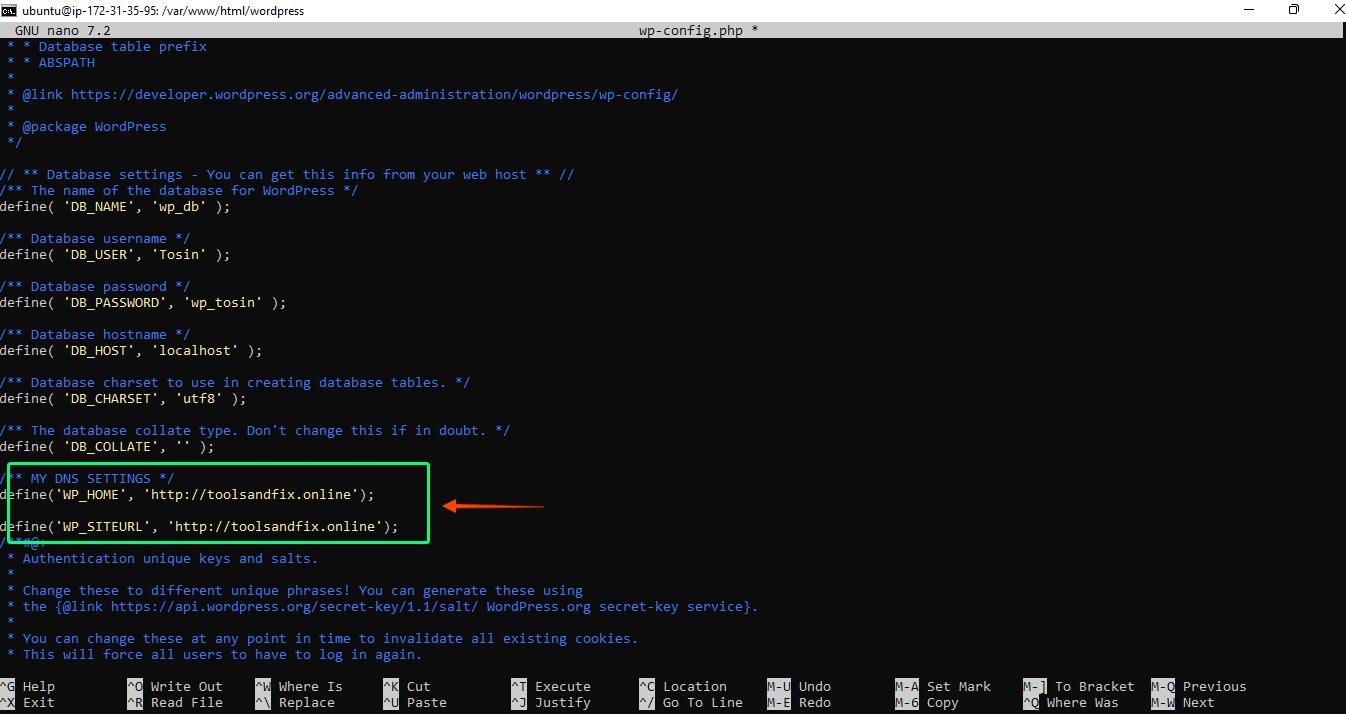 ubuntu@ip-172-31-35-95: /var/www/html/wordpress
GNU nano 7.2 wp-config.php *
* * Database table prefix
* * ABSPATH
*
* @link https://developer.wordpress.org/advanced-administration/wordpress/wp-config/
*
* @package WordPress
*/
// ** Database settings - You can get this info from your web host ** //
/** The name of the database for WordPress */
define( 'DB_NAME', 'wp_db' );
/** Database username */
define( 'DB_USER', 'Tosin' );
/** Database password */
define( 'DB_PASSWORD', 'wp_tosin' );
/** Database hostname */
define( 'DB_HOST', 'localhost' );
/** Database charset to use in creating database tables. */
define( 'DB_CHARSET', 'utf8' );
/** The database collate type. Don't change this if in doubt. */
define( 'DB_COLLATE', '' );
/** MY DNS SETTINGS */
define('WP_HOME', 'http://toolsandfix.online');
define('WP_SITEURL', 'http://toolsandfix.online');
/**#@+
* Authentication unique keys and salts.
*
* Change these to different unique phrases! You can generate these using
* the {@link https://api.wordpress.org/secret-key/1.1/salt/ WordPress.org secret-key service}.
*
* You can change these at any point in time to invalidate all existing cookies.
* This will force all users to have to log in again.
^G Help ^O Write Out ^W Where Is ^K Cut ^T Execute ^C Location M-U Undo M-A Set Mark M-] To Bracket M-Q Previous
^X Exit ^R Read File ^\ Replace ^U Paste ^J Justify ^/ Go To Line M-E Redo M-6 Copy ^Q Where Was M-W Next